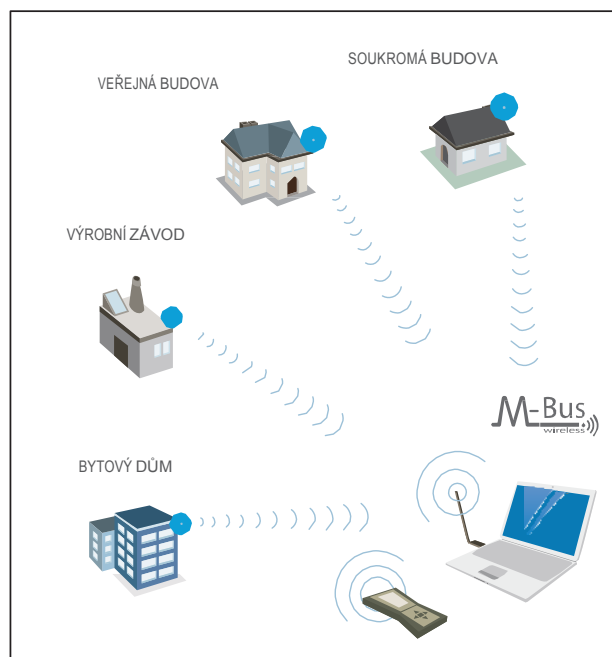 SOUKROMÁ BUDOVA
VEŘEJNÁ BUDOVA
VÝROBNÍ ZÁVOD
M-Bus
wireless
BYTOVÝ DŮM